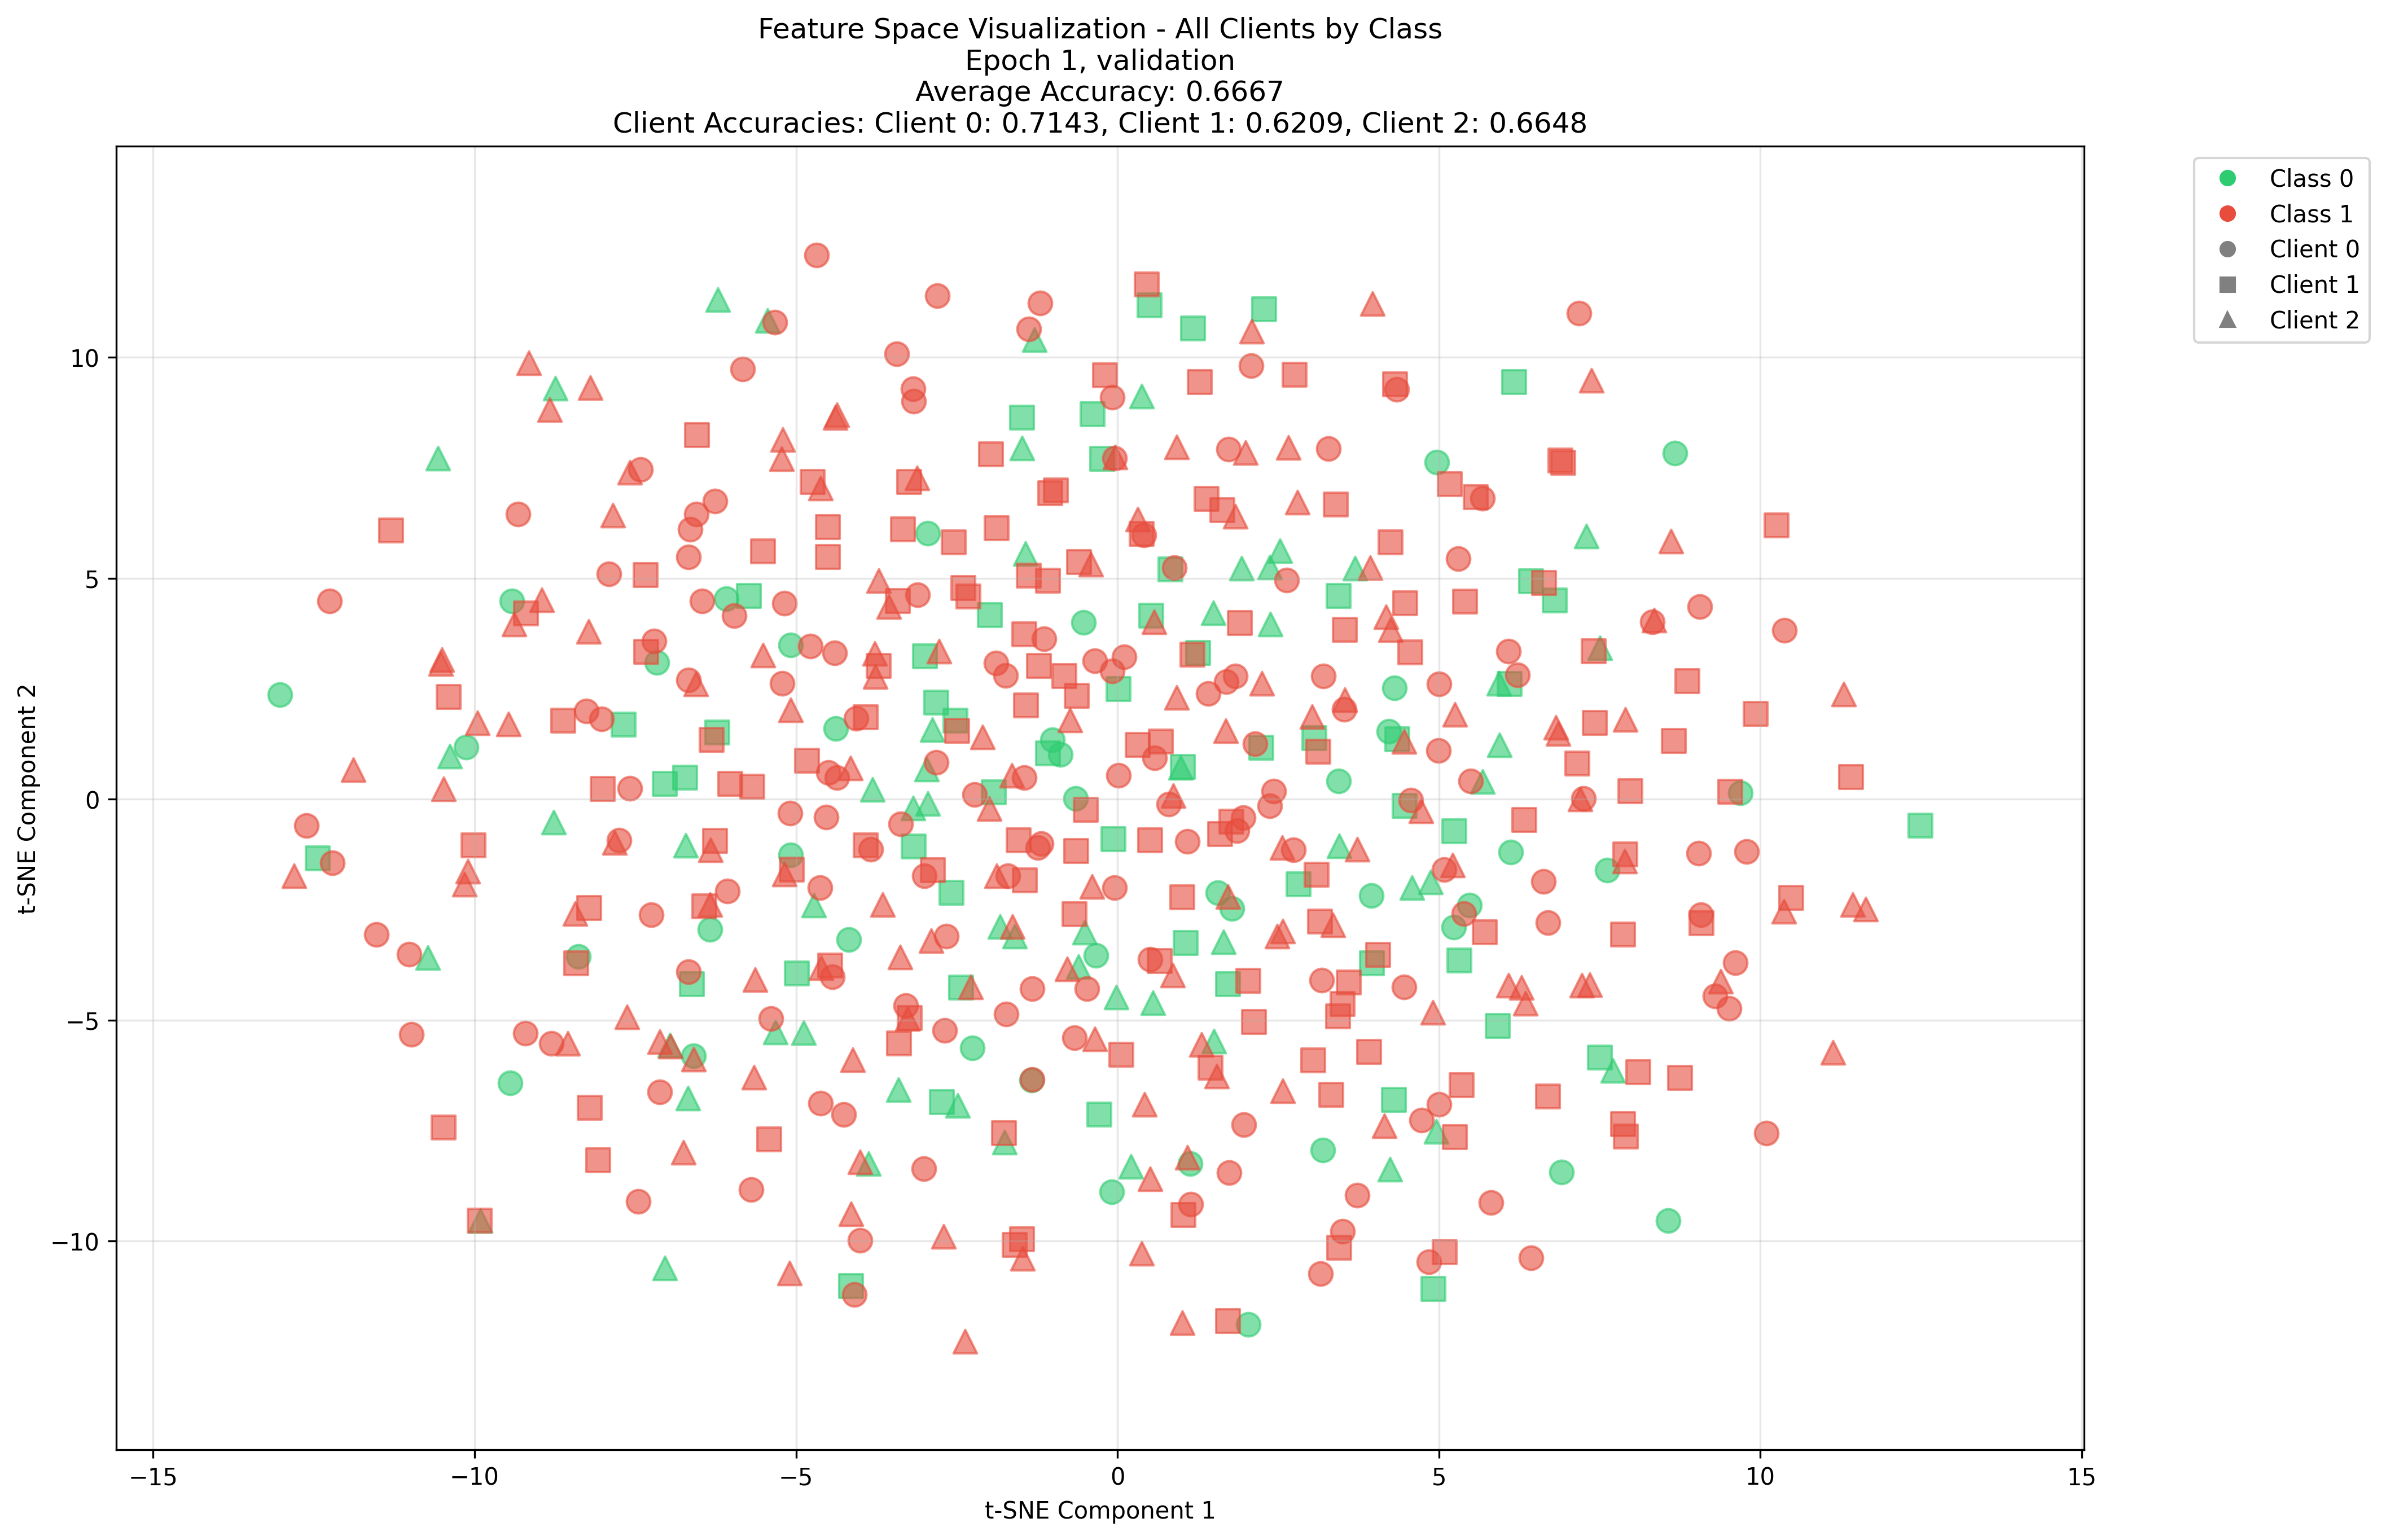 Feature Space Visualization - All Clients by Class
Epoch 1, validation
Average Accuracy: 0.6667
Client Accuracies: Client 0: 0.7143, Client 1: 0.6209, Client 2: 0.6648
Class 0
Class 1
Client 0
Client 1
Client 2
t-SNE Component 2
10
5
0
−5
−10
−15
−10
−5
0
5
10
15
t-SNE Component 1